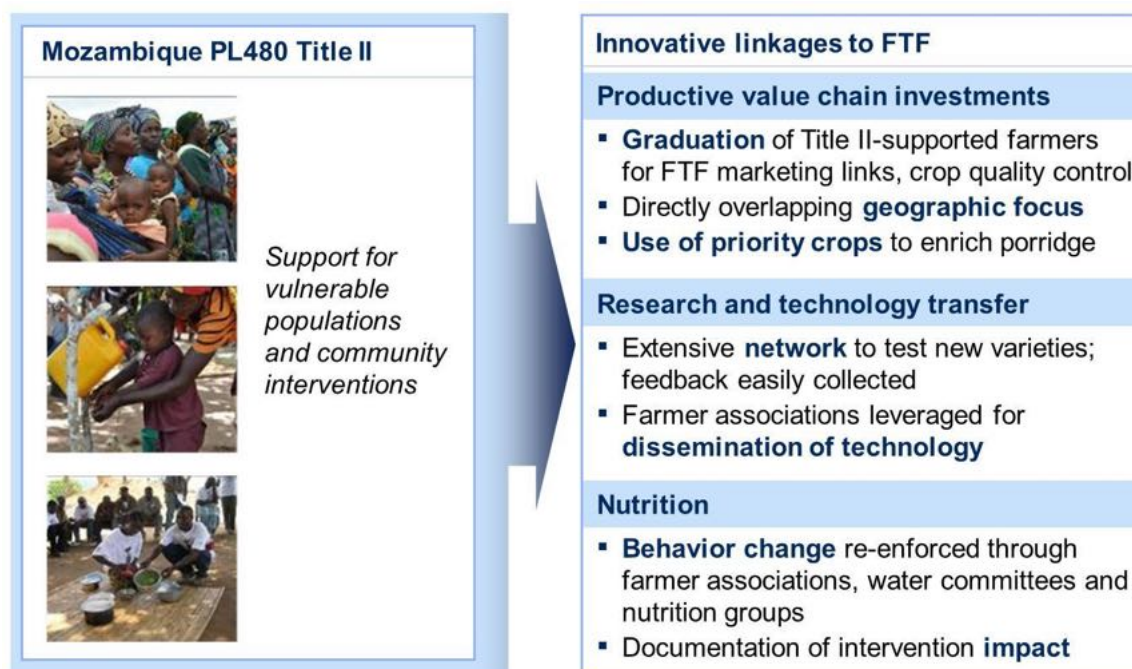 Mozambique PL480 Title II
Support for
vulnerable
populations
and community
interventions
Innovative linkages to FTF
Productive value chain investments
▪ Graduation of Title II-supported farmers
for FTF marketing links, crop quality control
▪ Directly overlapping geographic focus
▪ Use of priority crops to enrich porridge
Research and technology transfer
▪ Extensive network to test new varieties;
feedback easily collected
▪ Farmer associations leveraged for
dissemination of technology
Nutrition
▪ Behavior change re-enforced through
farmer associations, water committees and
nutrition groups
▪ Documentation of intervention impact